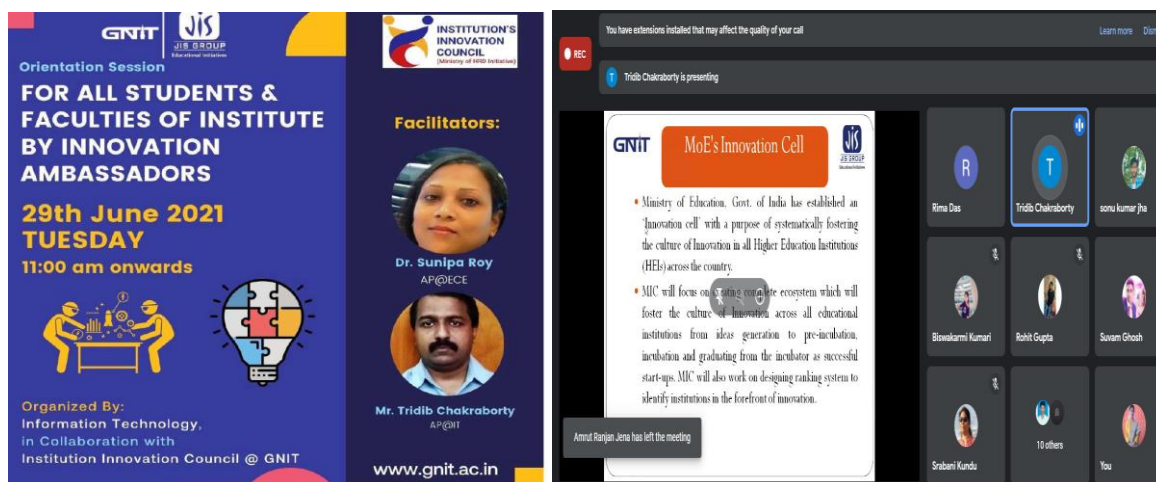 GNIT
JIS
JIS GROUP
Educational Initiatives
Orientation Session
FOR ALL STUDENTS &
FACULTIES OF INSTITUTE
BY INNOVATION
AMBASSADORS
29th June 2021
TUESDAY
11:00 am onwards
Organized By:
Information Technology,
in Collaboration with
Institution Innovation Council @ GNIT
INSTITUTION'S
INNOVATION
COUNCIL
(Ministry of HRD Initiative)
Facilitators:
Dr. Sunipa Roy
AP@ECE
Mr. Tridib Chakraborty
AP@IT
www.gnit.ac.in
You have extensions installed that may affect the quality of your call
Learn more
REC
T
Tridib Chakraborty is presenting
GNIT
MoE's Innovation Cell
JIS
JIS GROUP
Educational Initiatives
• Ministry of Education, Govt. of India has established an
'Innovation cell' with a purpose of systematically fostering
the culture of Innovation in all Higher Education Institutions
(HEIs) across the country.
• MIC will focus on creating complete ecosystem which will
foster the culture of Innovation across all educational
institutions from ideas generation to pre-incubation,
incubation and graduating from the incubator as successful
start-ups. MIC will also work on designing ranking system to
identify institutions in the forefront of innovation.
Amrut Ranjan Jena has left the meeting
R
Rima Das
T
Tridib Chakraborty
sonu kumar jha
Biswakarmi Kumari
Rohit Gupta
Suvam Ghosh
Srabani Kundu
10 others
You